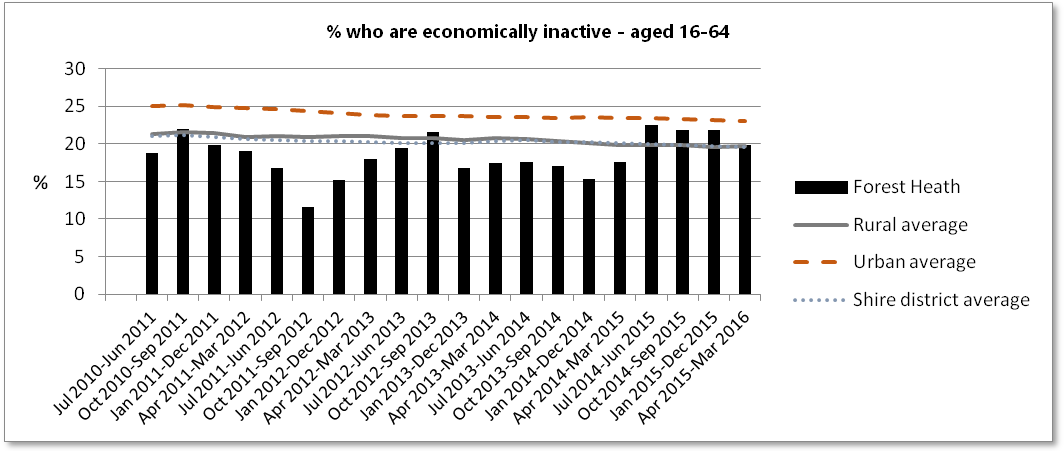 % who are economically inactive - aged 16-64
30
25
20
15
10
5
0
%
Jul 2010-Jun 2011
Oct 2010-Sep 2011
Jan 2011-Dec 2011
Apr 2011-Mar 2012
Jul 2011-Jun 2012
Oct 2011-Sep 2012
Jan 2012-Dec 2012
Apr 2012-Mar 2013
Jul 2012-Jun 2013
Oct 2012-Sep 2013
Jan 2013-Dec 2013
Apr 2013-Mar 2014
Jul 2013-Jun 2014
Oct 2013-Sep 2014
Jan 2014-Dec 2014
Apr 2014-Mar 2015
Jul 2014-Jun 2015
Oct 2014-Sep 2015
Jan 2015-Dec 2015
Apr 2015-Mar 2016
Forest Heath
Rural average
Urban average
Shire district average